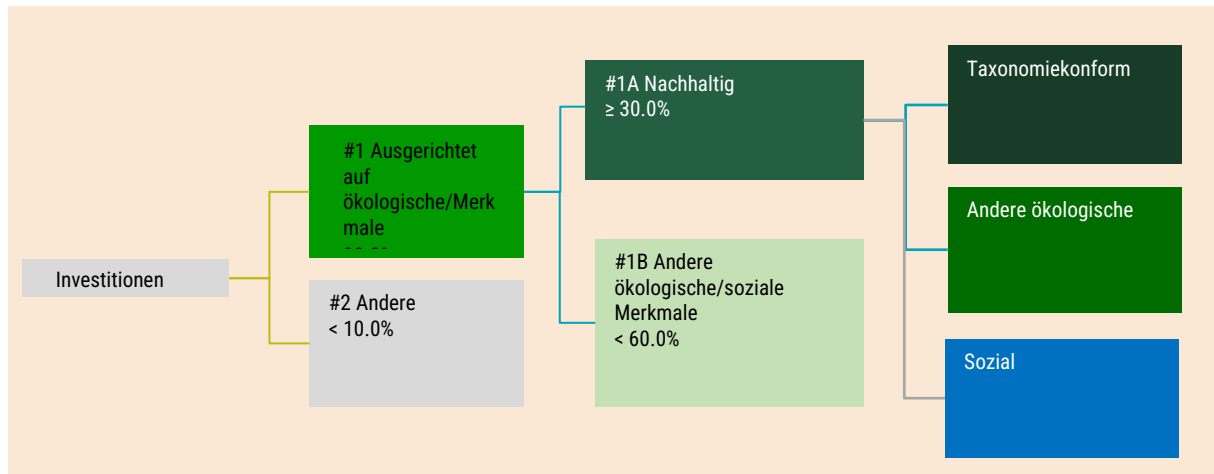 Investitionen
#1 Ausgerichtet
auf
ökologische/Merk
male
#2 Andere
< 10.0%
#1A Nachhaltig
≥ 30.0%
#1B Andere
ökologische/soziale
Merkmale
< 60.0%
Taxonomiekonform
Andere ökologische
Sozial